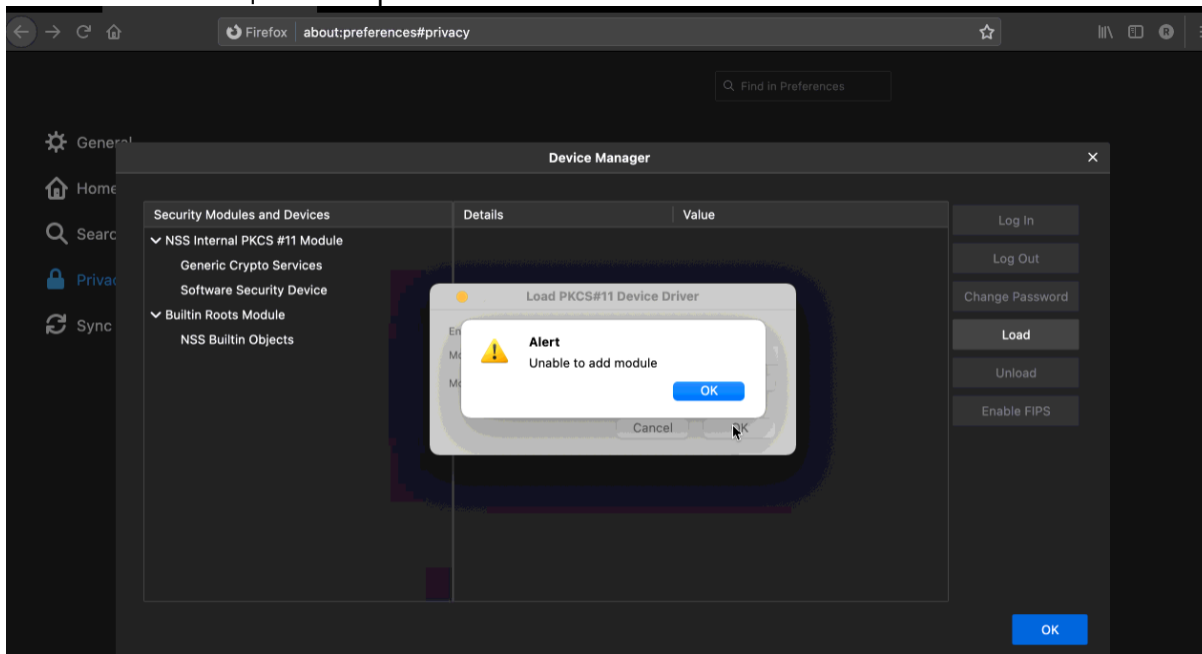 Firefox about:preferences#privacy
Find in Preferences
General
Home
Privac
Sync
Device Manager
Security Modules and Devices Details Value
NSS Internal PKCS #11 Module
Generic Crypto Services
Software Security Device
Builtin Roots Module
NSS Builtin Objects
Log In
Log Out
Change Password
Load
Unload
Enable FIPS
Load PKCS#11 Device Driver
Alert
Unable to add module
OK
Cancel OK
OK